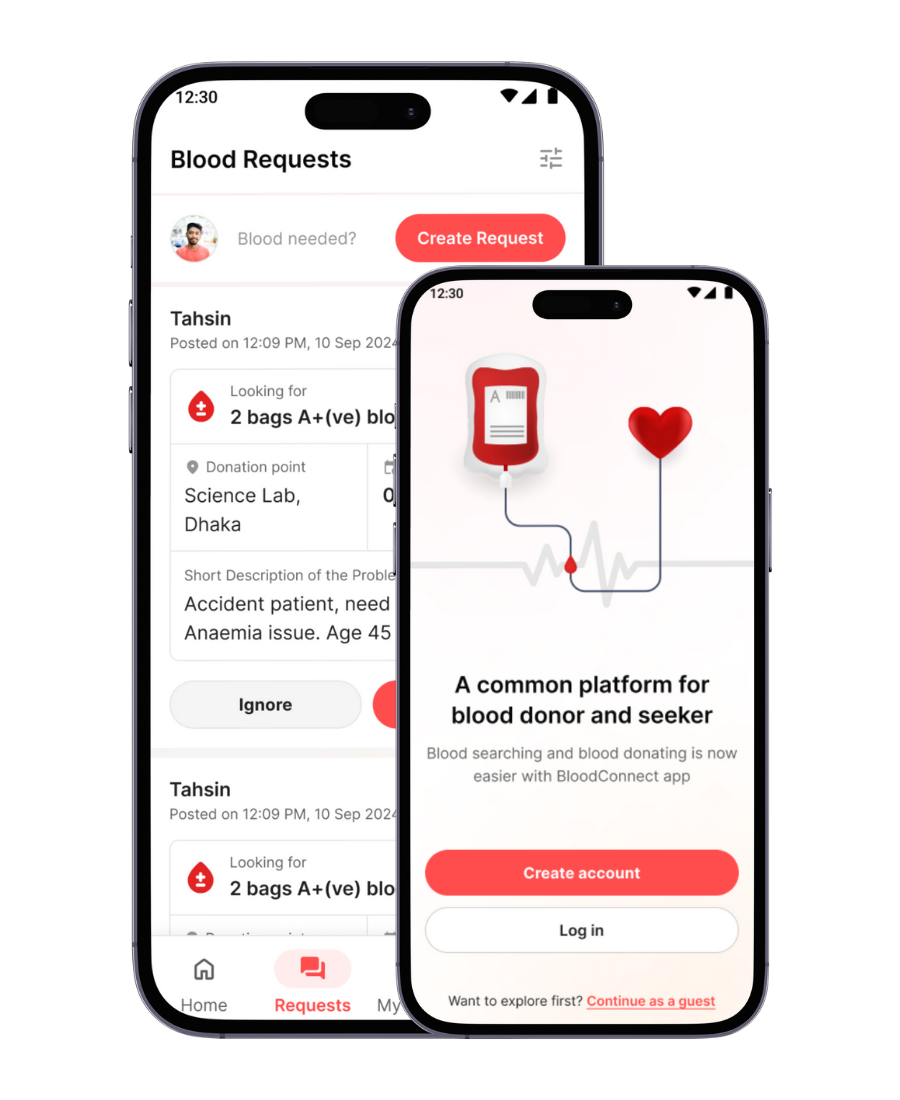 12:30
Blood Requests
Blood needed?
Create Request
Tahsin
Posted on 12:09 PM, 10 Sep 2024
Looking for
2 bags A+(ve) blo
Donation point
Science Lab,
Dhaka
0
Short Description of the Proble
Accident patient, need
Anaemia issue. Age 45
Ignore
Tahsin
Posted on 12:09 PM, 10 Sep 2024
Looking for
2 bags A+(ve) blo
Home
Requests
My
12:30
A
A common platform for
blood donor and seeker
Blood searching and blood donating is now
easier with BloodConnect app
Create account
Log in
Want to explore first? Continue as a guest